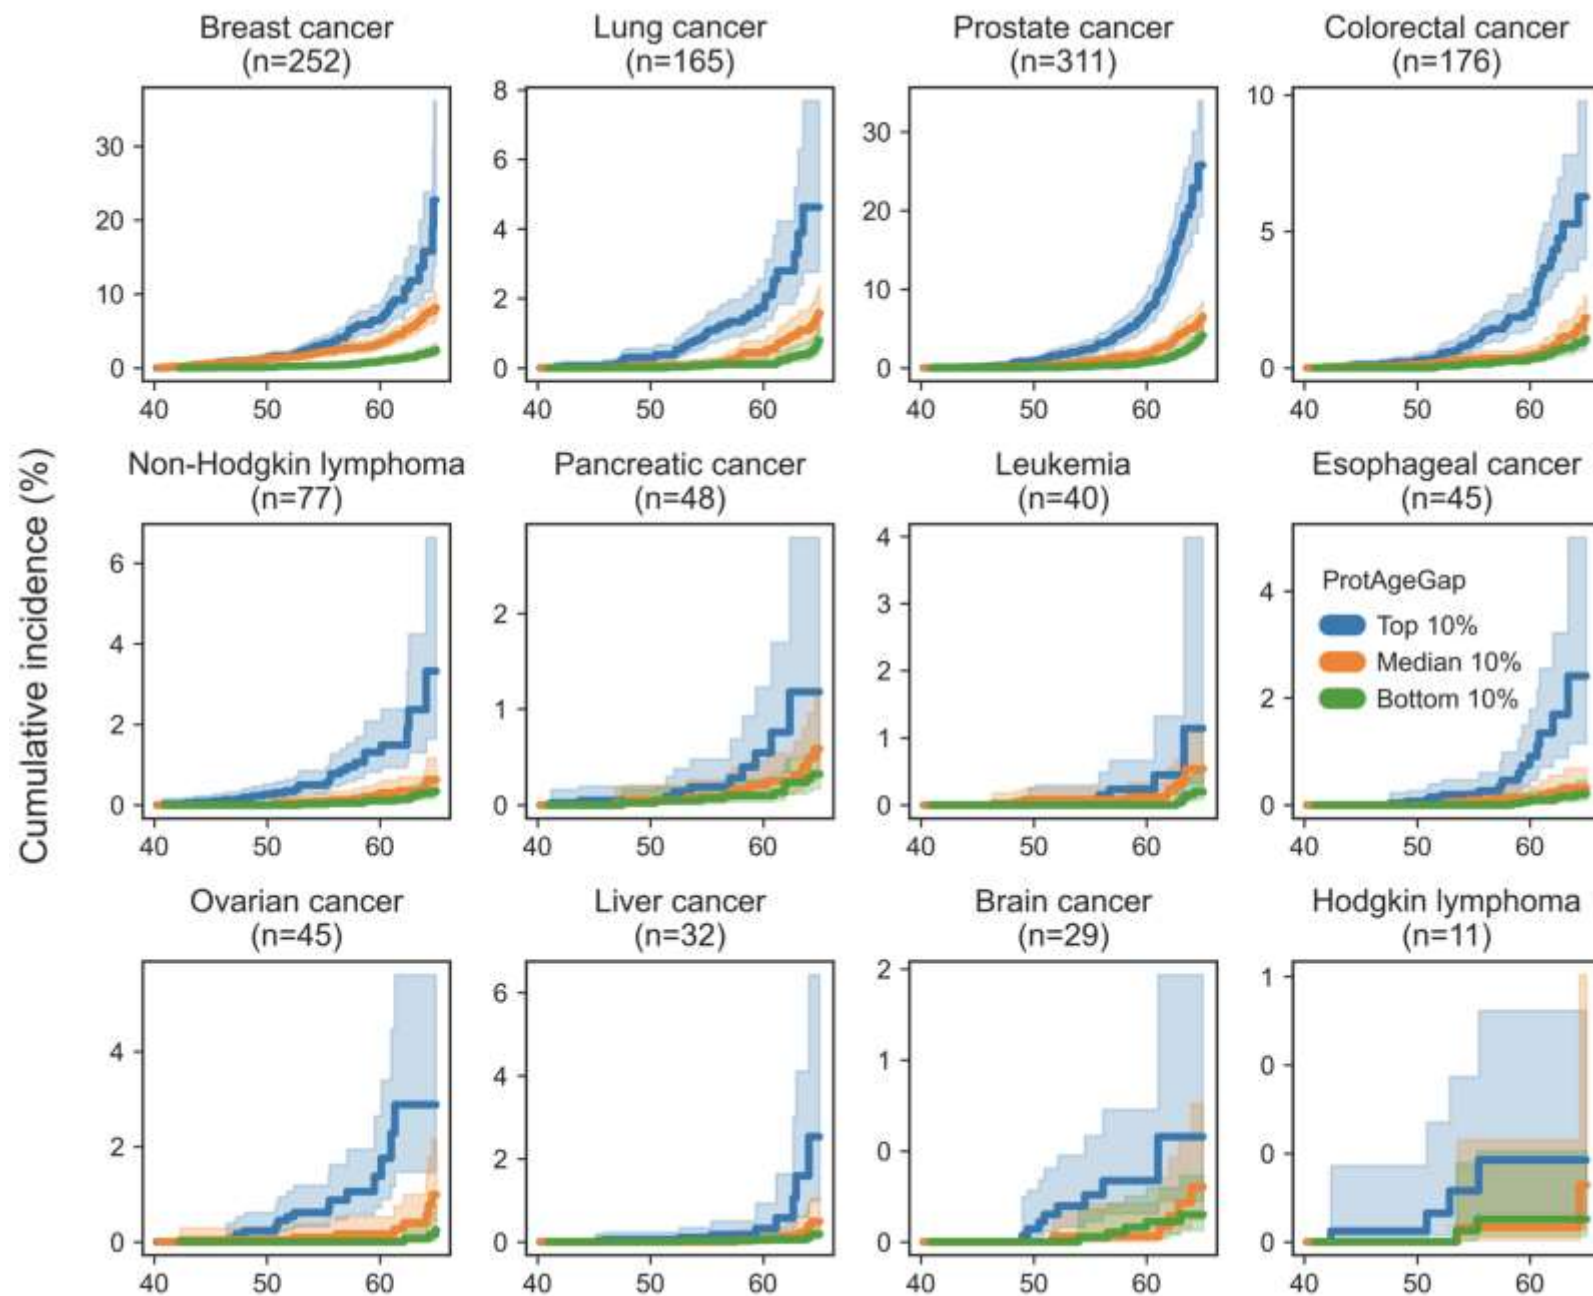 Breast cancer
(n=252)
Lung cancer
(n=165)
Prostate cancer
(n=311)
Colorectal cancer
(n=176)
30
20
10
0
40 50 60
8
6
4
2
0
40 50 60
30
20
10
0
40 50 60
10
5
0
40 50 60
Cumulative incidence (%)
Non-Hodgkin lymphoma
(n=77)
Pancreatic cancer
(n=48)
Leukemia
(n=40)
Esophageal cancer
(n=45)
6
4
2
0
40 50 60
2
1
0
40 50 60
4
3
2
1
0
40 50 60
4
2
0
40 50 60
ProtAgeGap
Top 10%
Median 10%
Bottom 10%
Ovarian cancer
(n=45)
Liver cancer
(n=32)
Brain cancer
(n=29)
Hodgkin lymphoma
(n=11)
4
2
0
40 50 60
6
4
2
0
40 50 60
2
1
0
0
40 50 60
1
0
0
0
40 50 60